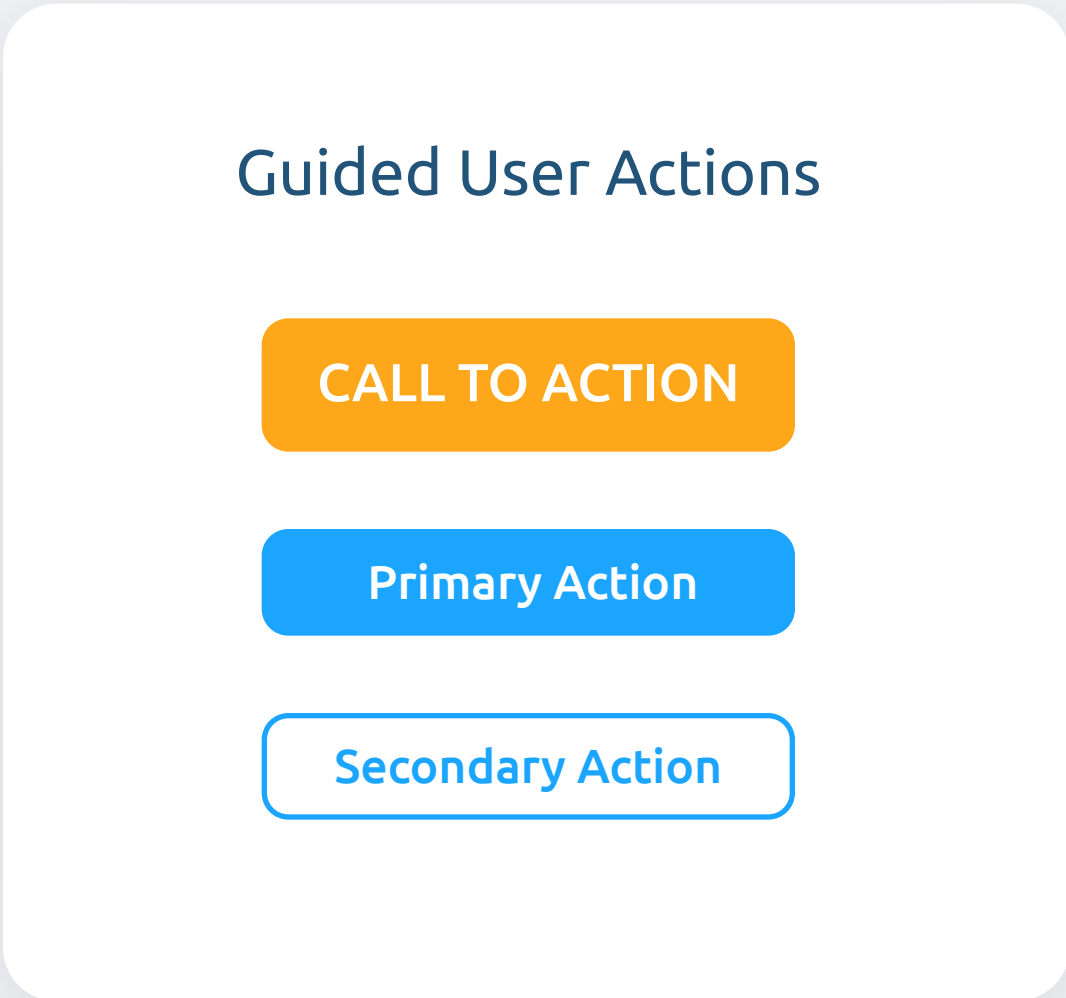 Guided User Actions
CALL TO ACTION
Primary Action
Secondary Action